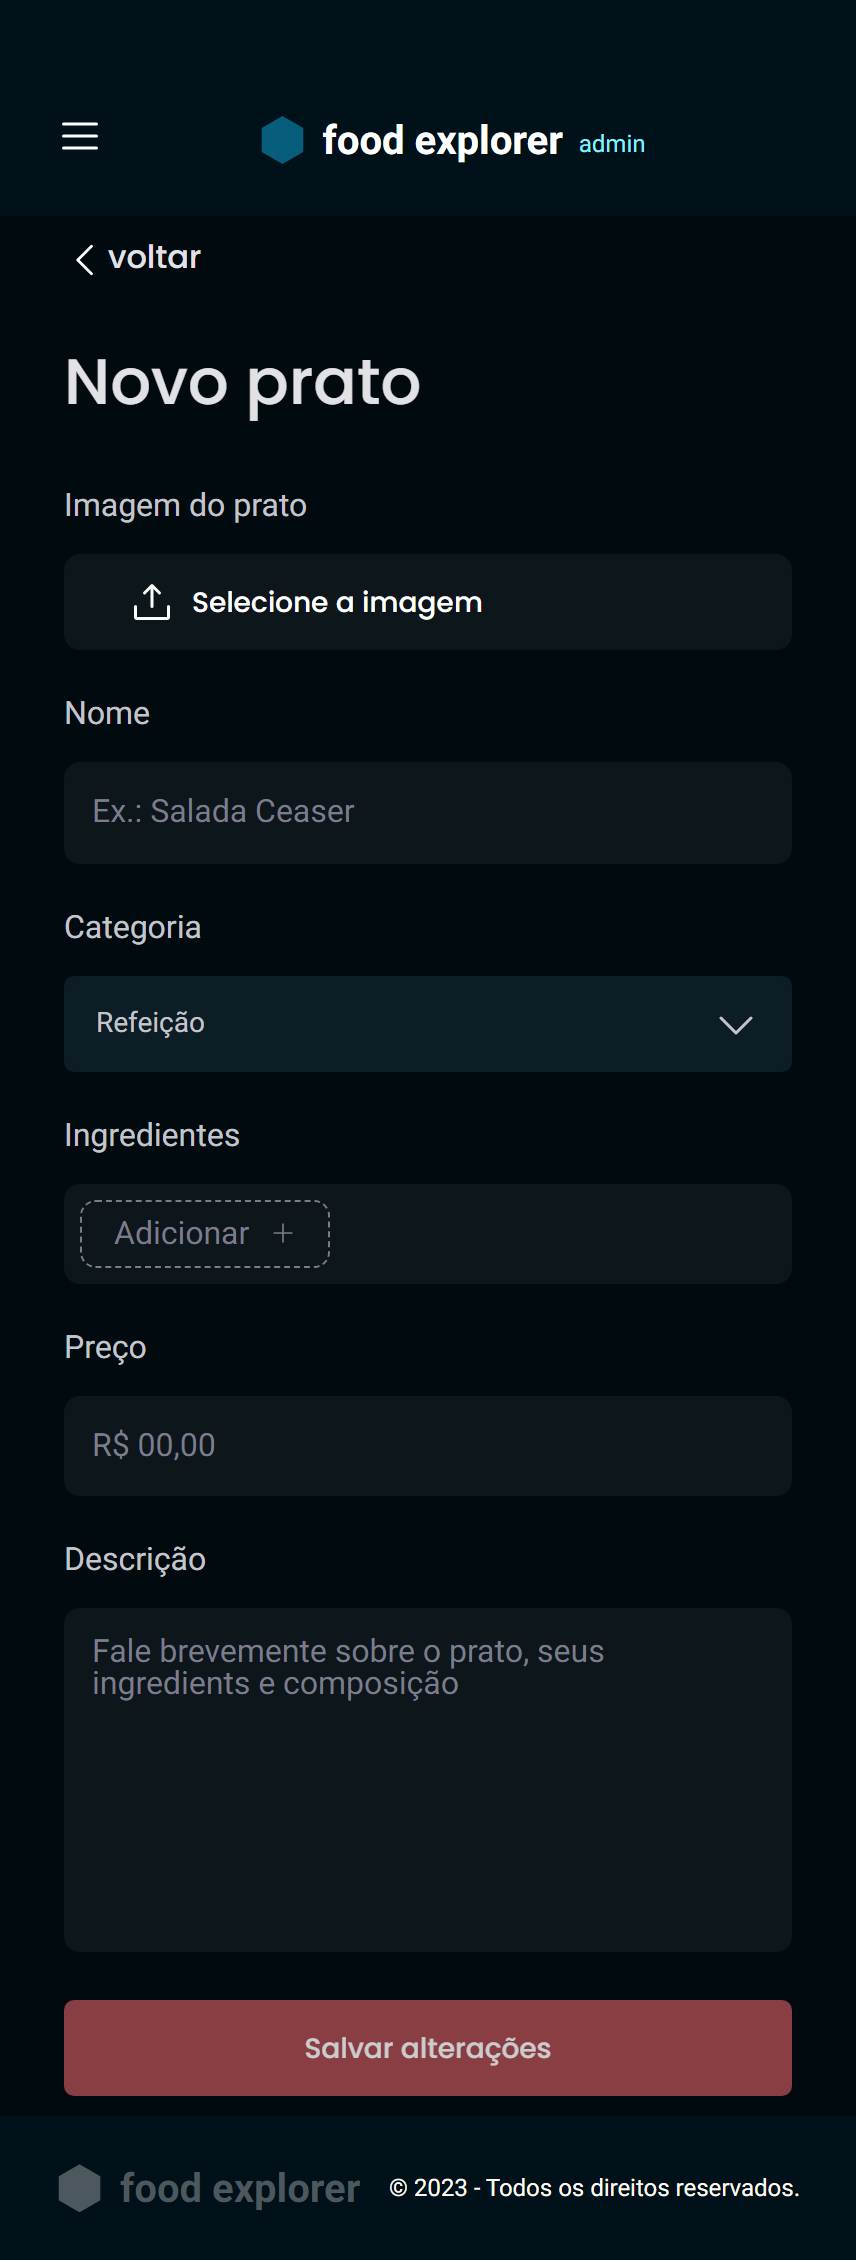 food explorer admin
voltar
Novo prato
Imagem do prato
Selecione a imagem
Nome
Ex.: Salada Ceaser
Categoria
Refeição
Ingredientes
Adicionar +
Preço
R$ 00,00
Descrição
Fale brevemente sobre o prato, seus
ingredients e composição
Salvar alterações
food explorer © 2023 - Todos os direitos reservados.